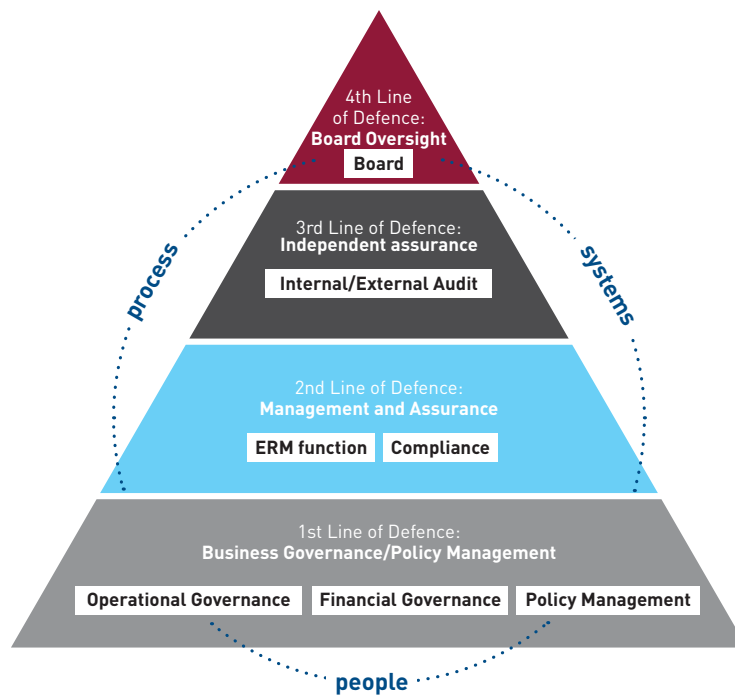 4th Line
of Defence:
Board Oversight
Board
process
systems
3rd Line of Defence:
Independent assurance
Internal/External Audit
2nd Line of Defence:
Management and Assurance
ERM function
Compliance
1st Line of Defence:
Business Governance/Policy Management
Operational Governance
Financial Governance
Policy Management
people